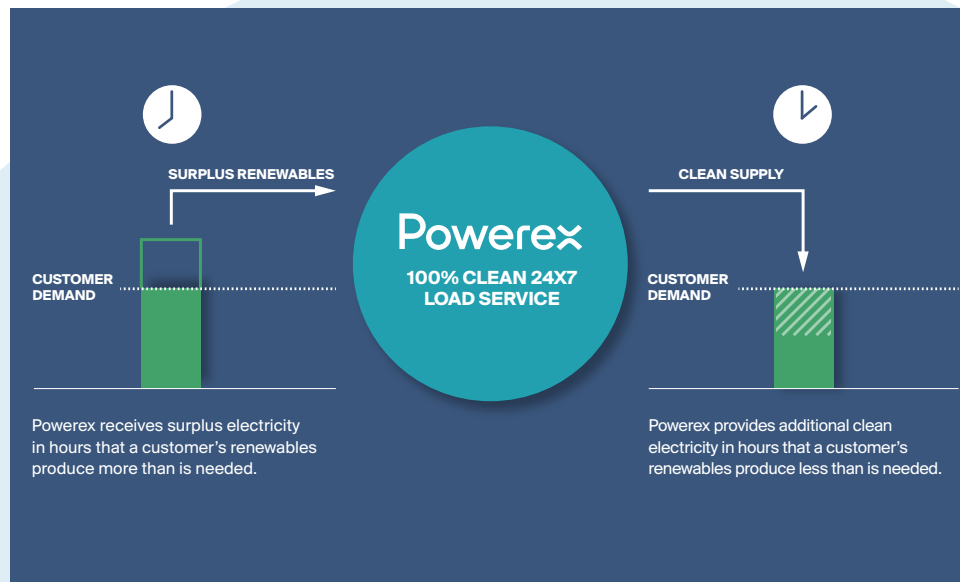 SURPLUS RENEWABLES
CUSTOMER
DEMAND
Powerex receives surplus electricity
in hours that a customer's renewables
produce more than is needed.
Powerex
100% CLEAN 24X7
LOAD SERVICE
CLEAN SUPPLY
CUSTOMER
DEMAND
Powerex provides additional clean
electricity in hours that a customer's
renewables produce less than is needed.